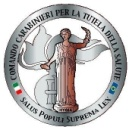 COMANDO CARABINIERI PER LA TUTELA DELLA SALUTE
SALUS POPULI SUPREMA LEX